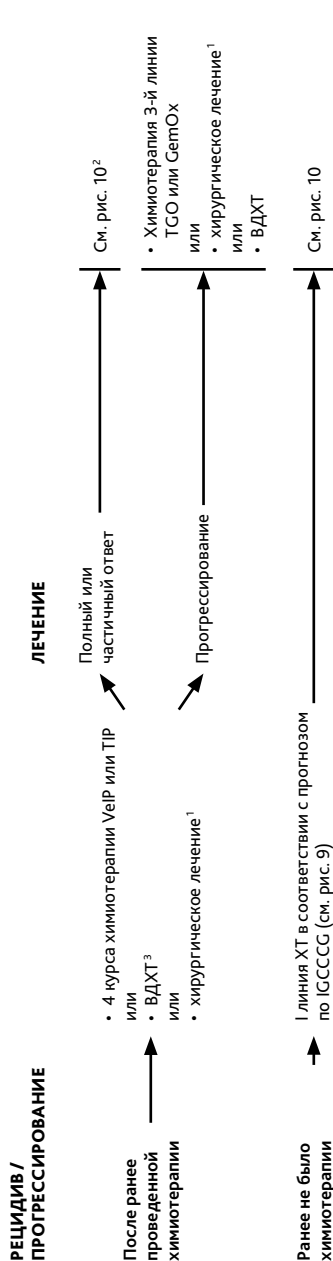 РЕЦИДИВ /
ПРОГРЕССИРОВАНИЕ
ЛЕЧЕНИЕ
После ранее
проведенной
химиотерапии
• 4 курса химиотерапии VeIP или TIP
или
• ВДХТ3
или
• хирургическое лечение1
Полный или
частичный ответ
См. рис. 102
Прогрессирование
• Химиотерапия 3-й линии
TGO или GemOx
или
• хирургическое лечение1
или
• ВДХТ
Ранее не было
химиотерапии
I линия ХТ в соответствии с прогнозом
по IGCCCG (см. рис. 9)
См. рис. 10